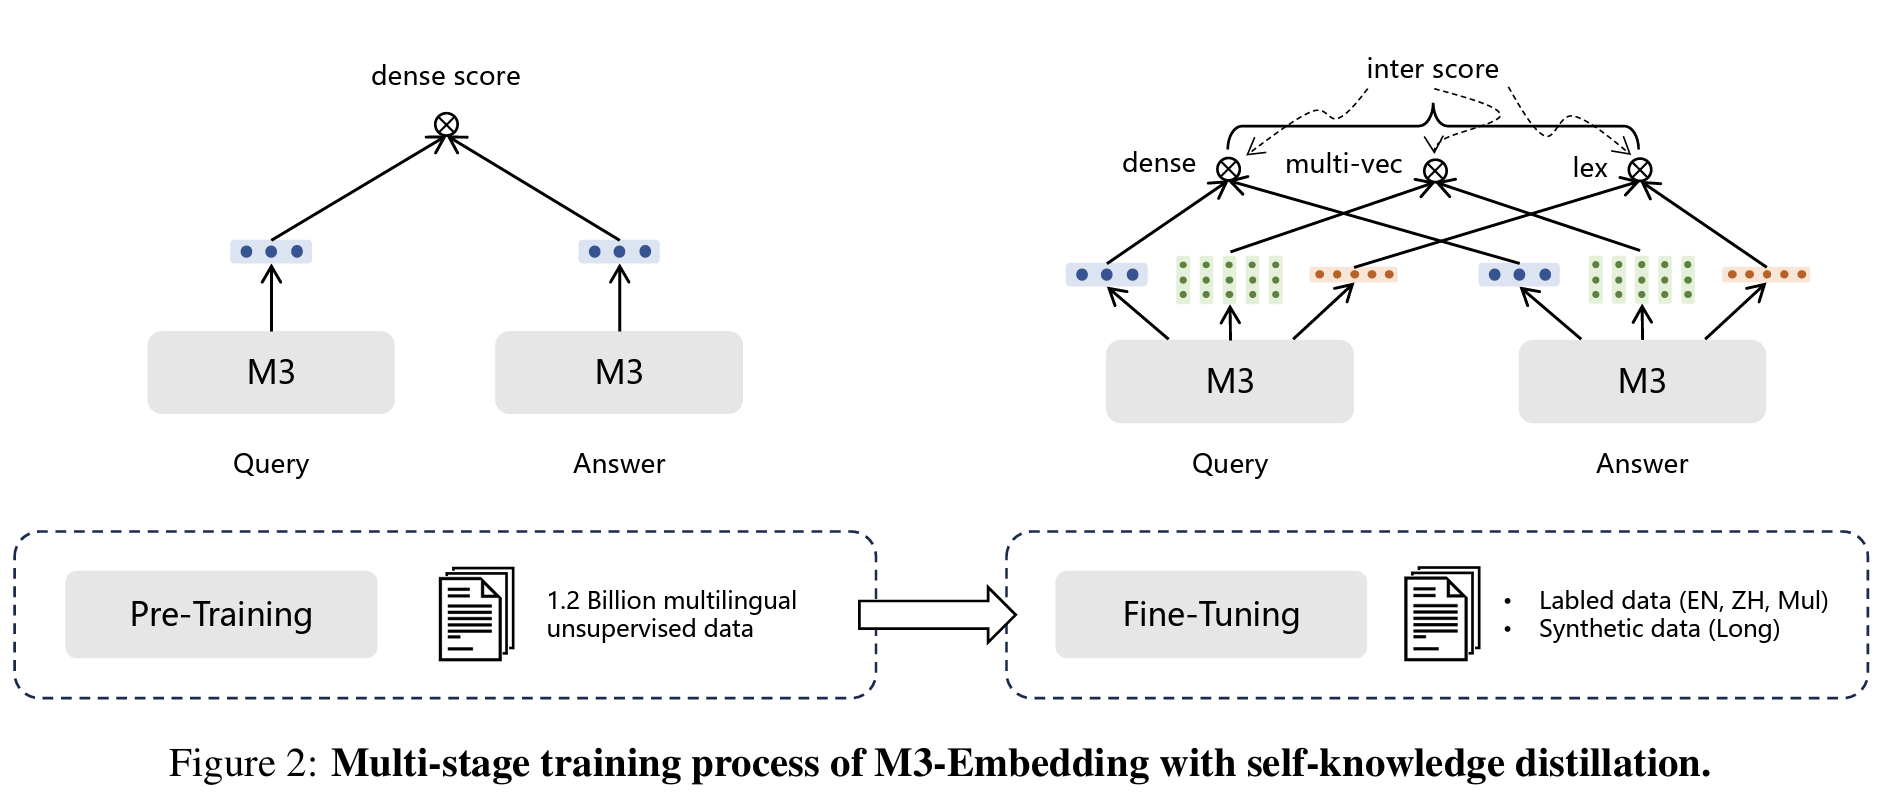 dense score
M3
M3
Query
Answer
inter score
dense
multi-vec
lex
M3
M3
Query
Answer
Pre-Training
1.2 Billion multilingual
unsupervised data
Fine-Tuning
• Labled data (EN, ZH, Mul)
• Synthetic data (Long)
Figure 2: Multi-stage training process of M3-Embedding with self-knowledge distillation.